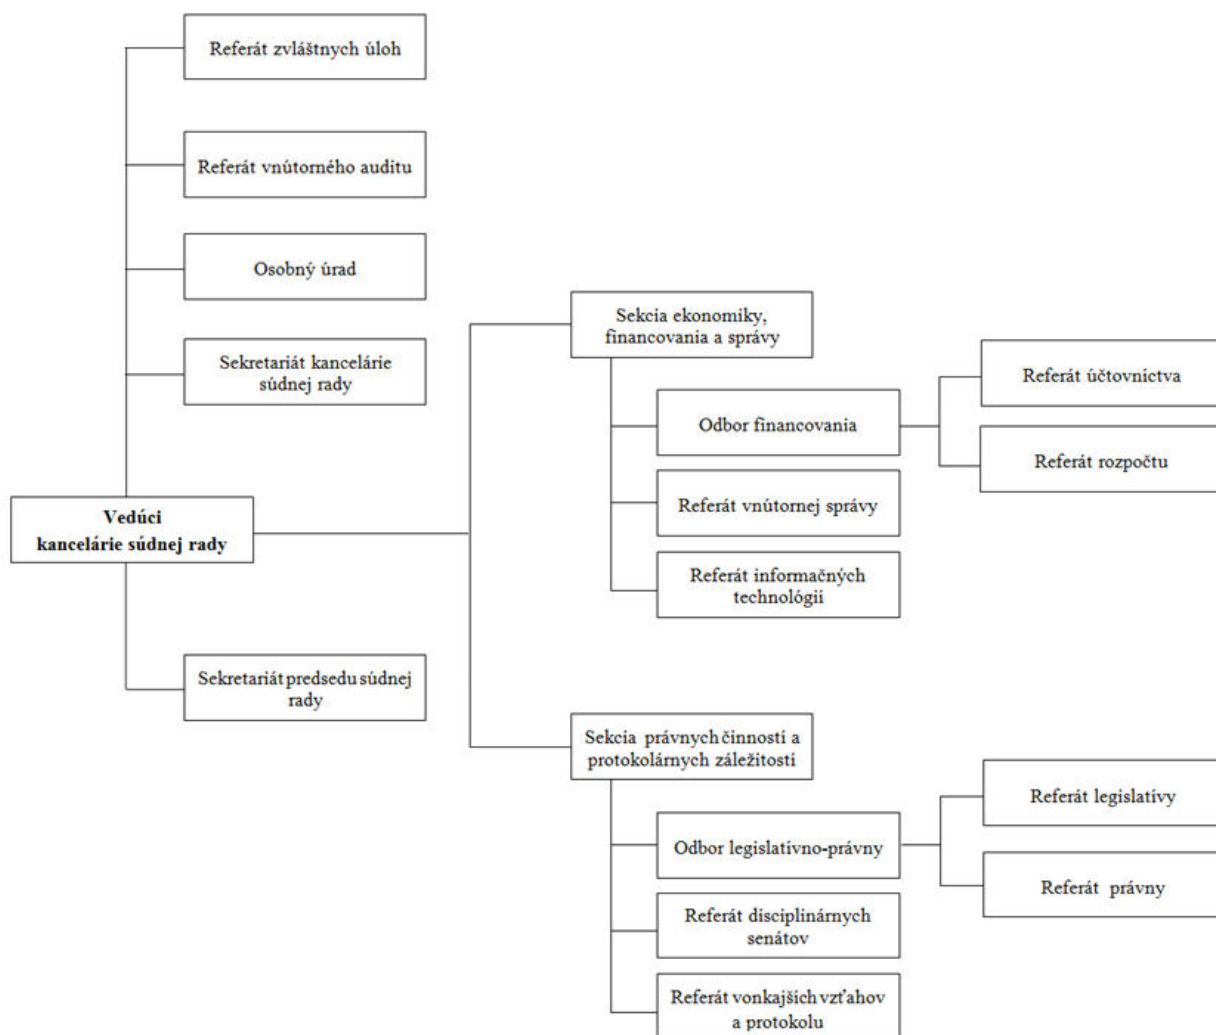 Referát zvláštnych úloh
Referát vnútorného auditu
Osobný úrad
Sekretariát kancelárie
súdnej rady
Vedúci
kancelárie súdnej rady
Sekretariát predsedu súdnej
rady
Sekcia ekonomiky,
financovania a správy
Odbor financovania
Referát účtovníctva
Referát rozpočtu
Referát vnútornej správy
Referát informačných
technológií
Sekcia právnych činností a
protokolárnych záležitostí
Odbor legislatívno-právny
Referát legislatívy
Referát právny
Referát disciplinárnych
senátov
Referát vonkajších vzťahov
a protokolu